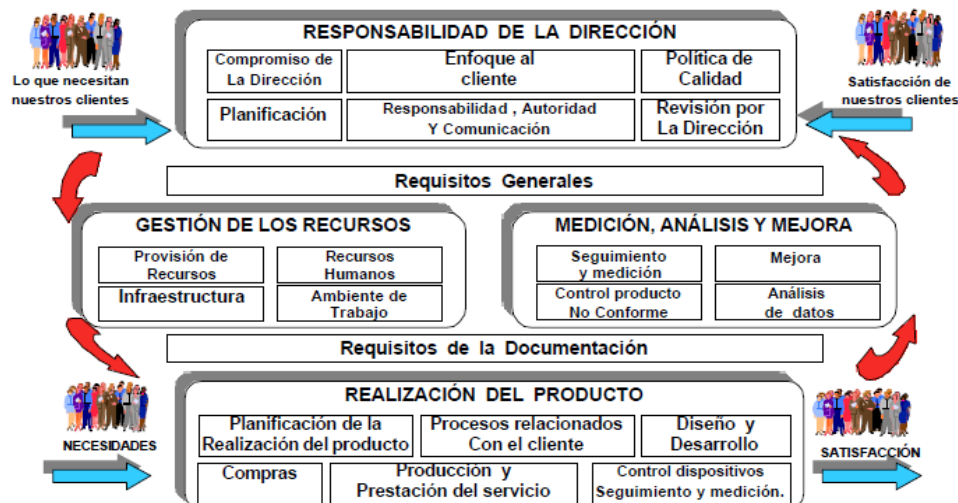 RESPONSABILIDAD DE LA DIRECCIÓN
Lo que necesitan
nuestros clientes
Compromiso de
La Dirección
Enfoque al
cliente
Política de
Calidad
Satisfacción de
nuestros clientes
Planificación
Responsabilidad , Autoridad
Y Comunicación
Revisión por
La Dirección
Requisitos Generales
GESTIÓN DE LOS RECURSOS
Provisión de
Recursos
Recursos
Humanos
Infraestructura
Ambiente de
Trabajo
MEDICIÓN, ANÁLISIS Y MEJORA
Seguimiento
y medición
Mejora
Control producto
No Conforme
Análisis
de datos
Requisitos de la Documentación
REALIZACIÓN DEL PRODUCTO
NECESIDADES
Planificación de la
Realización del producto
Procesos relacionados
Con el cliente
Diseño y
Desarrollo
SATISFACCIÓN
Compras
Producción y
Prestación del servicio
Control dispositivos
Seguimiento y medición.